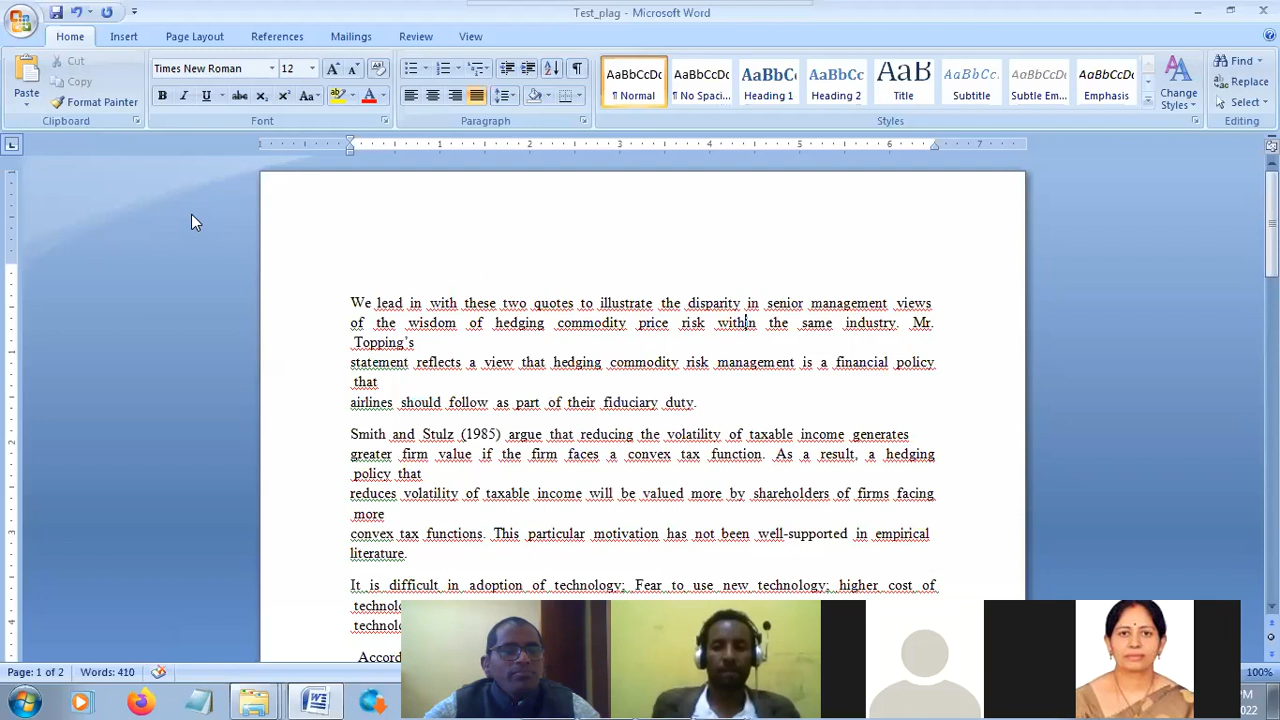 Test_plag - Microsoft Word
Home Insert Page Layout References Mailings Review View
Paste
Cut
Copy
Format Painter
Clipboard
Times New Roman 12
Font
Paragraph
AaBbCcDc AaBbCcDc AaBbC AaBbCc AaB AaBbCc. AaBbCcDc AaBbCcDc
¶ Normal ¶ No Spaci... Heading 1 Heading 2 Title Subtitle Subtle Em... Emphasis
Styles
Change Styles
Find
Replace
Select
Editing
1 1 2 3 4 5 6 7
We lead in with these two quotes to illustrate the disparity in senior management views
of the wisdom of hedging commodity price risk within the same industry. Mr.
Topping’s
statement reflects a view that hedging commodity risk management is a financial policy
that
airlines should follow as part of their fiduciary duty.
Smith and Stulz (1985) argue that reducing the volatility of taxable income generates
greater firm value if the firm faces a convex tax function. As a result, a hedging
policy that
reduces volatility of taxable income will be valued more by shareholders of firms facing
more
convex tax functions. This particular motivation has not been well-supported in empirical
literature.
It is difficult in adoption of technology; Fear to use new technology; higher cost of
Page: 1 of 2 Words: 410 100%